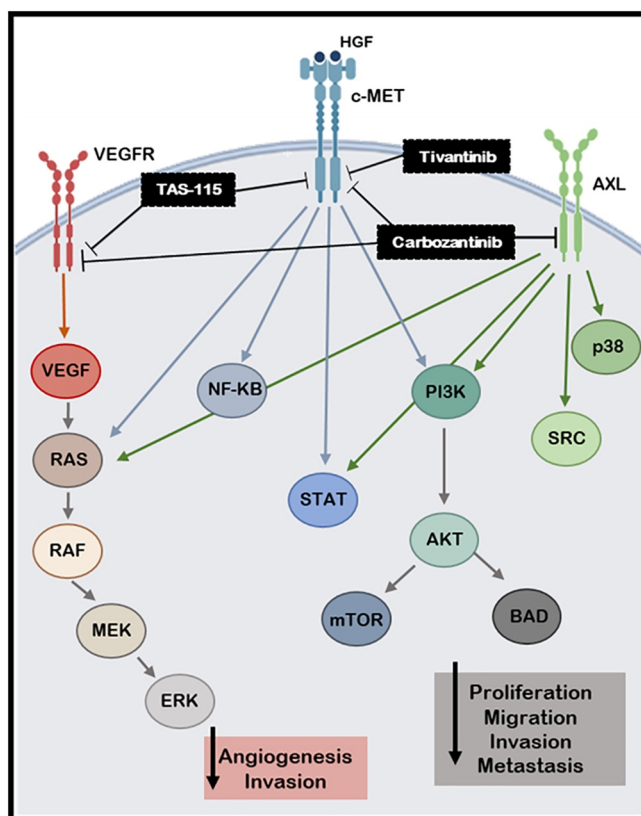 HGF
c-MET
VEGFR
Tivantinib
TAS-115
AXL
Carbozantinib
p38
VEGF
NF-KB
PI3K
SRC
RAS
STAT
RAF
AKT
mTOR
BAD
MEK
ERK
Proliferation
Migration
Invasion
Metastasis
Angiogenesis
Invasion